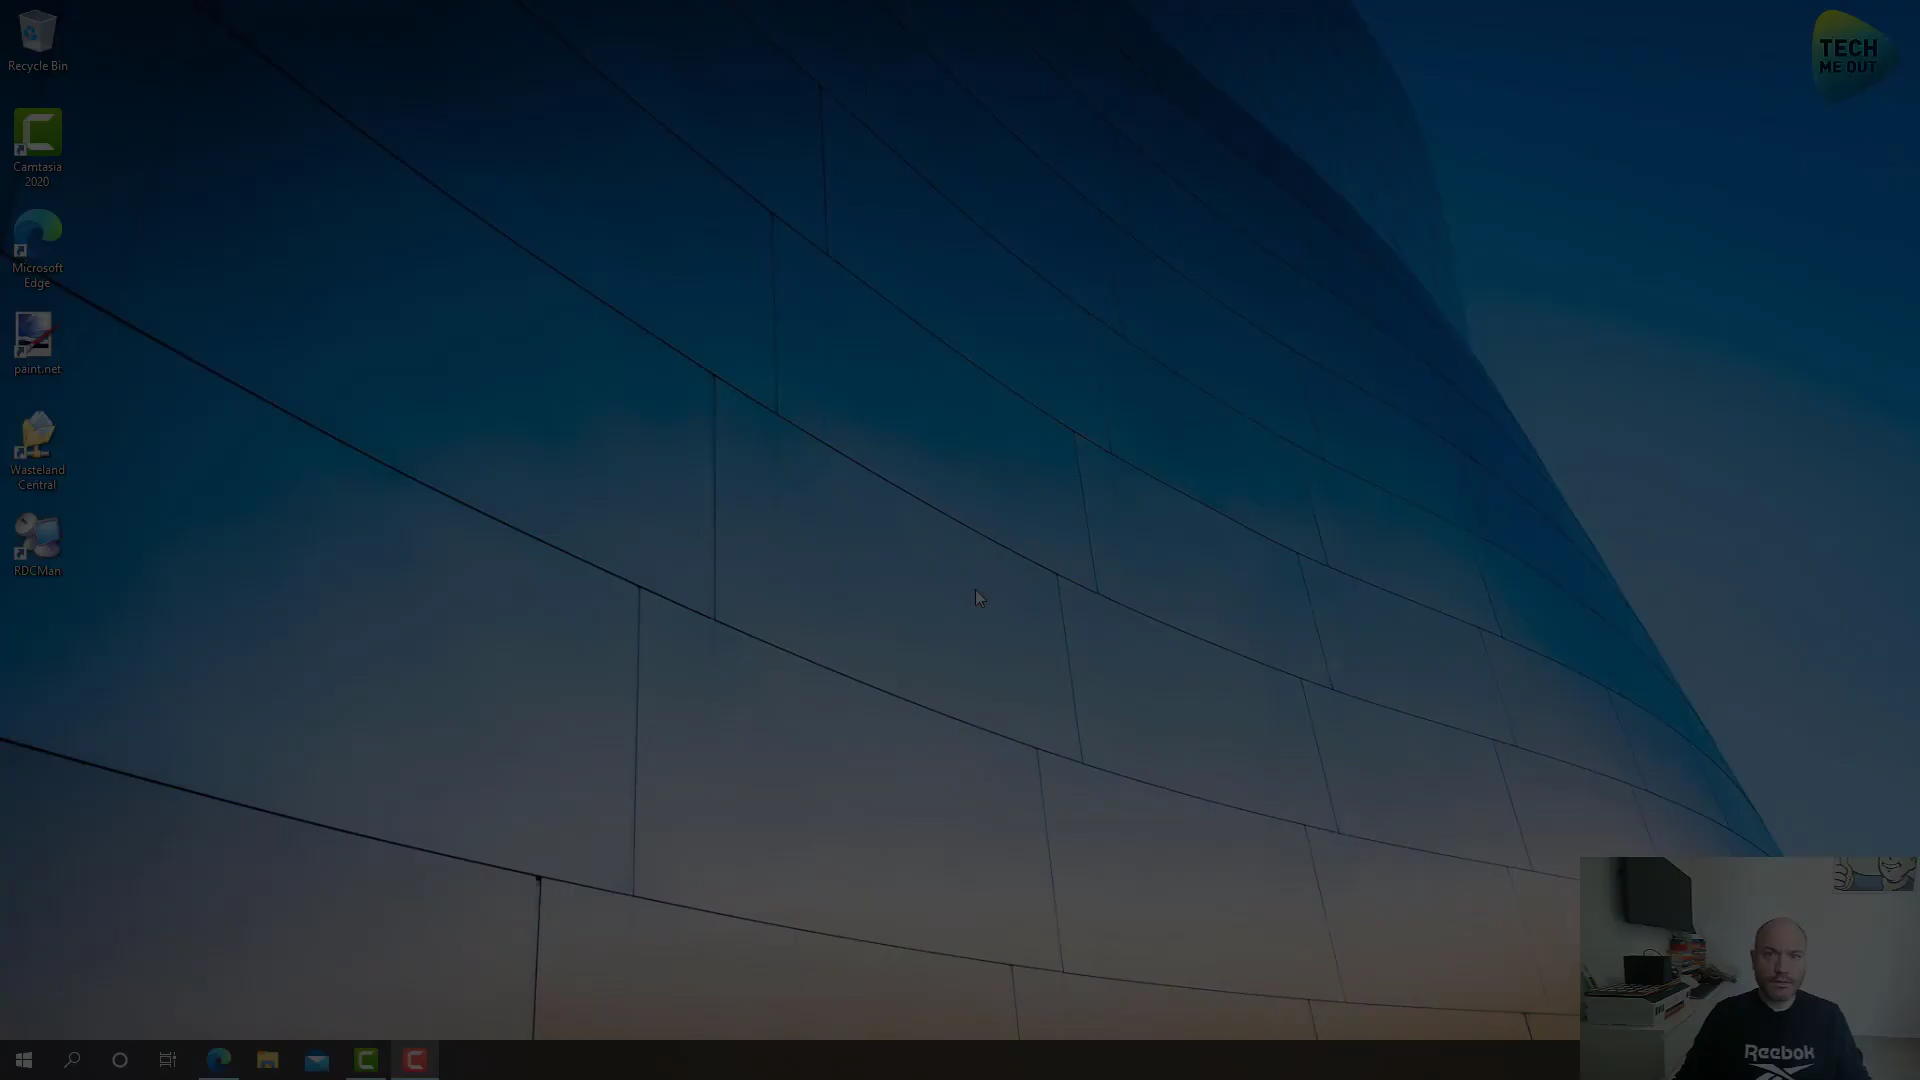 Recycle Bin
Camtasia
2020
Microsoft
Edge
paint.net
Wasteland
Central
RDCMan
TECH
ME OUT
Reebok